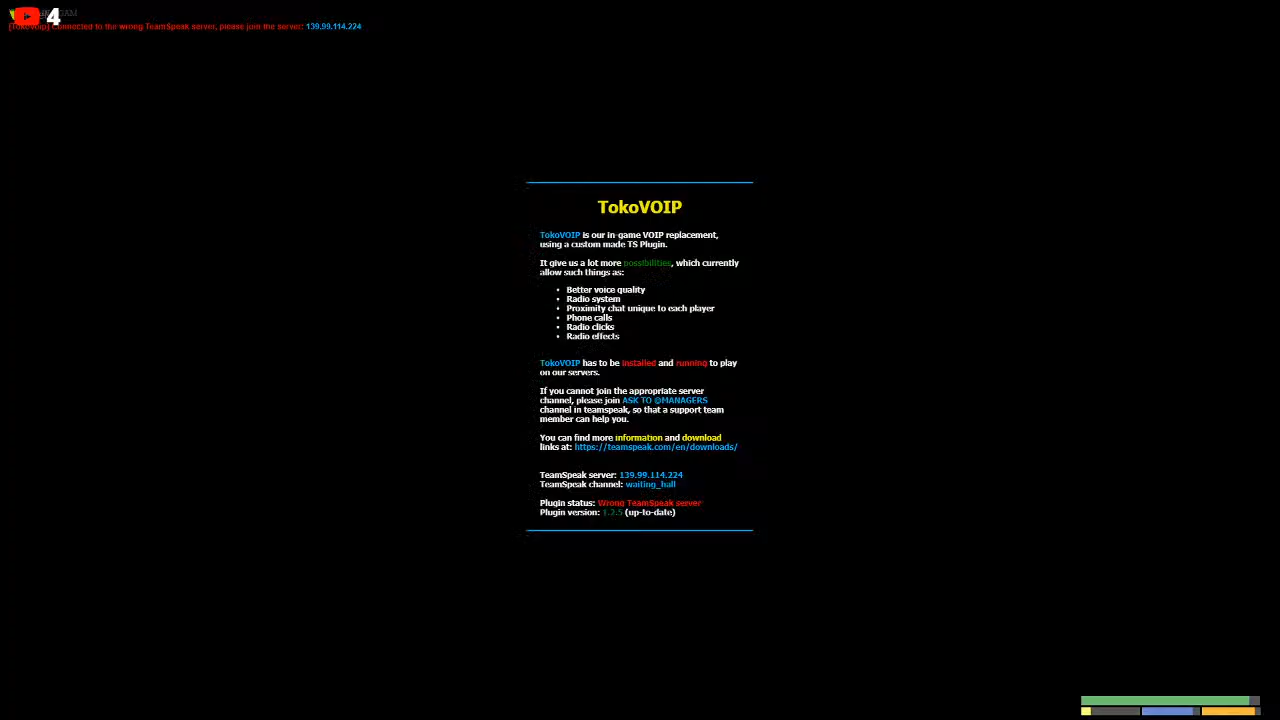 4
[TokoVoip] Connected to the wrong TeamSpeak server, please join the server: 139.99.114.224
TokoVOIP
TokoVOIP is our in-game VOIP replacement,
using a custom made TS Plugin.
It give us a lot more possibilities, which currently
allow such things as:
• Better voice quality
• Radio system
• Proximity chat unique to each player
• Phone calls
• Radio clicks
• Radio effects
TokoVOIP has to be installed and running to play
on our servers.
If you cannot join the appropriate server
channel, please join ASK TO @MANAGERS
channel in teamspeak, so that a support team
member can help you.
You can find more information and download
links at: https://teamspeak.com/en/downloads/
TeamSpeak server: 139.99.114.224
TeamSpeak channel: waiting_hall
Plugin status: Wrong TeamSpeak server
Plugin version: 1.2.5 (up-to-date)